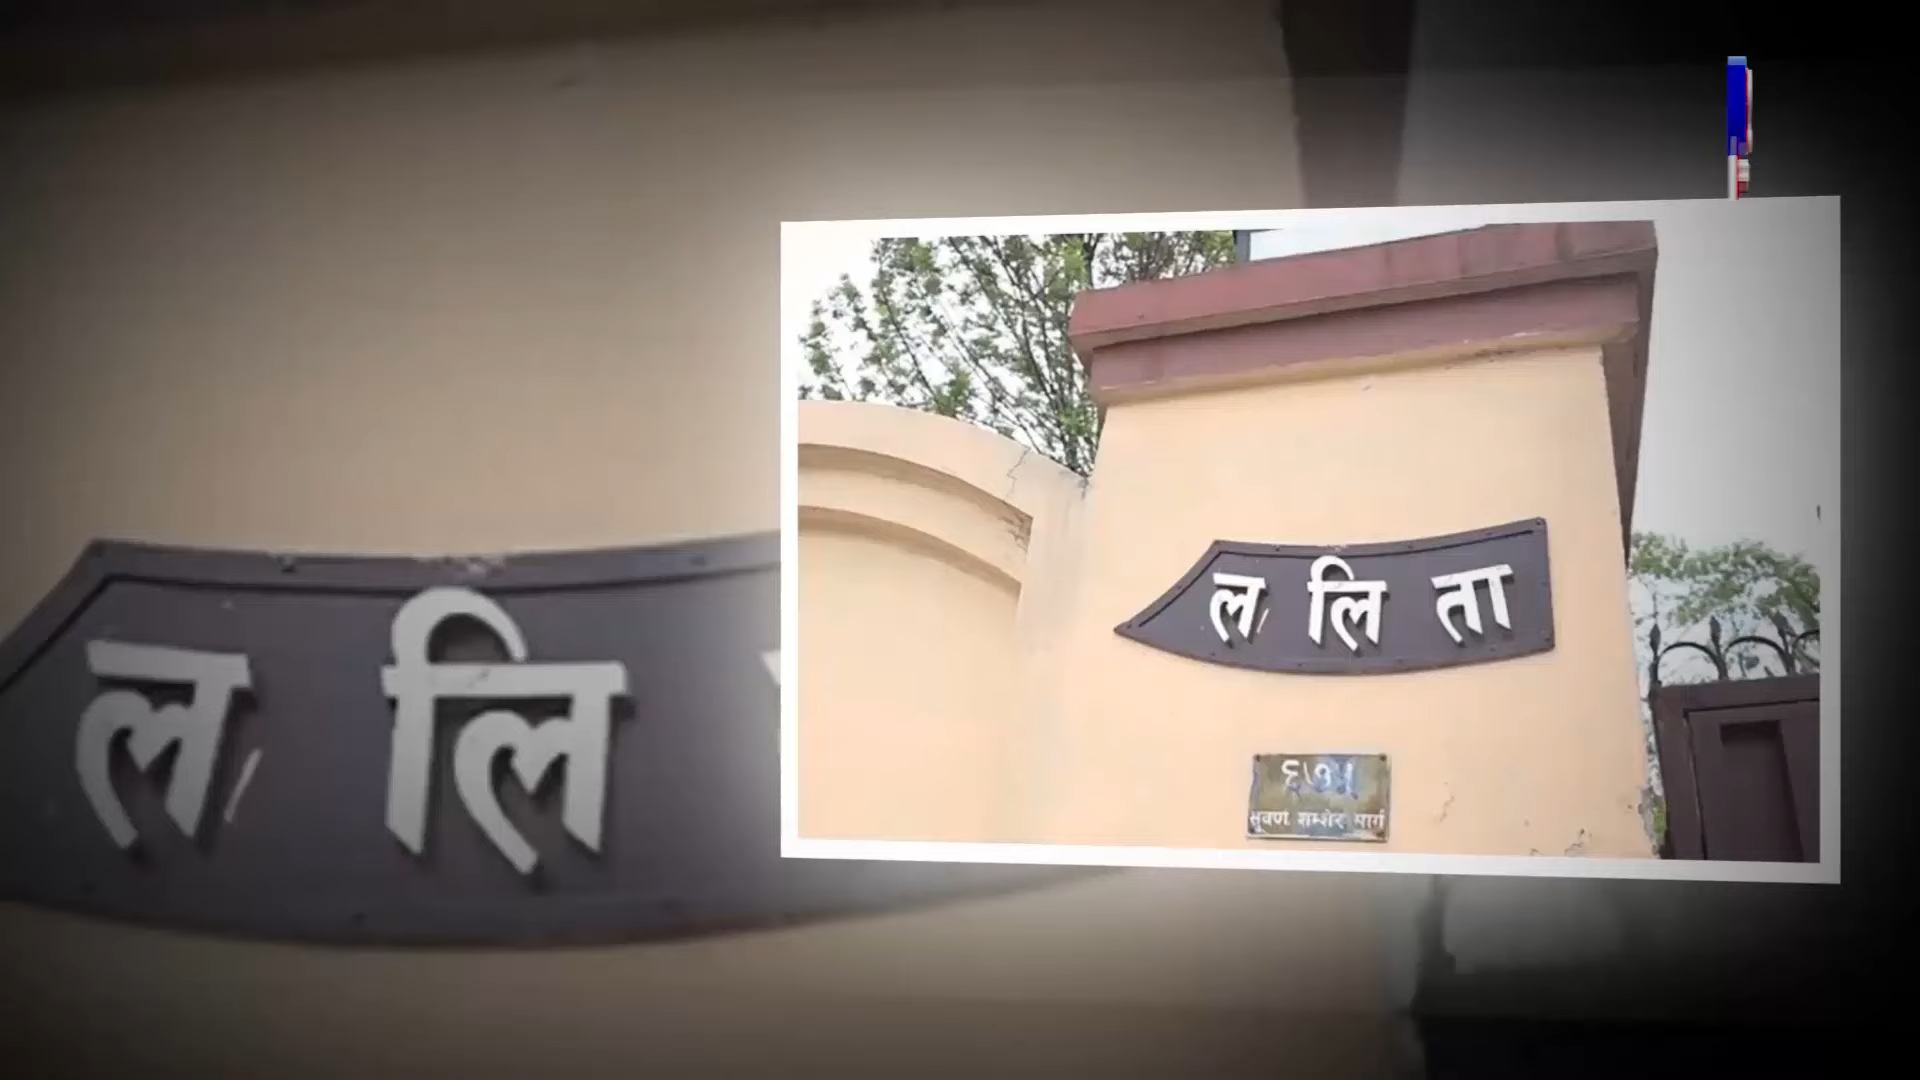 ल लि
ल लि ता
सुवर्ण शम्शेर मार्ग